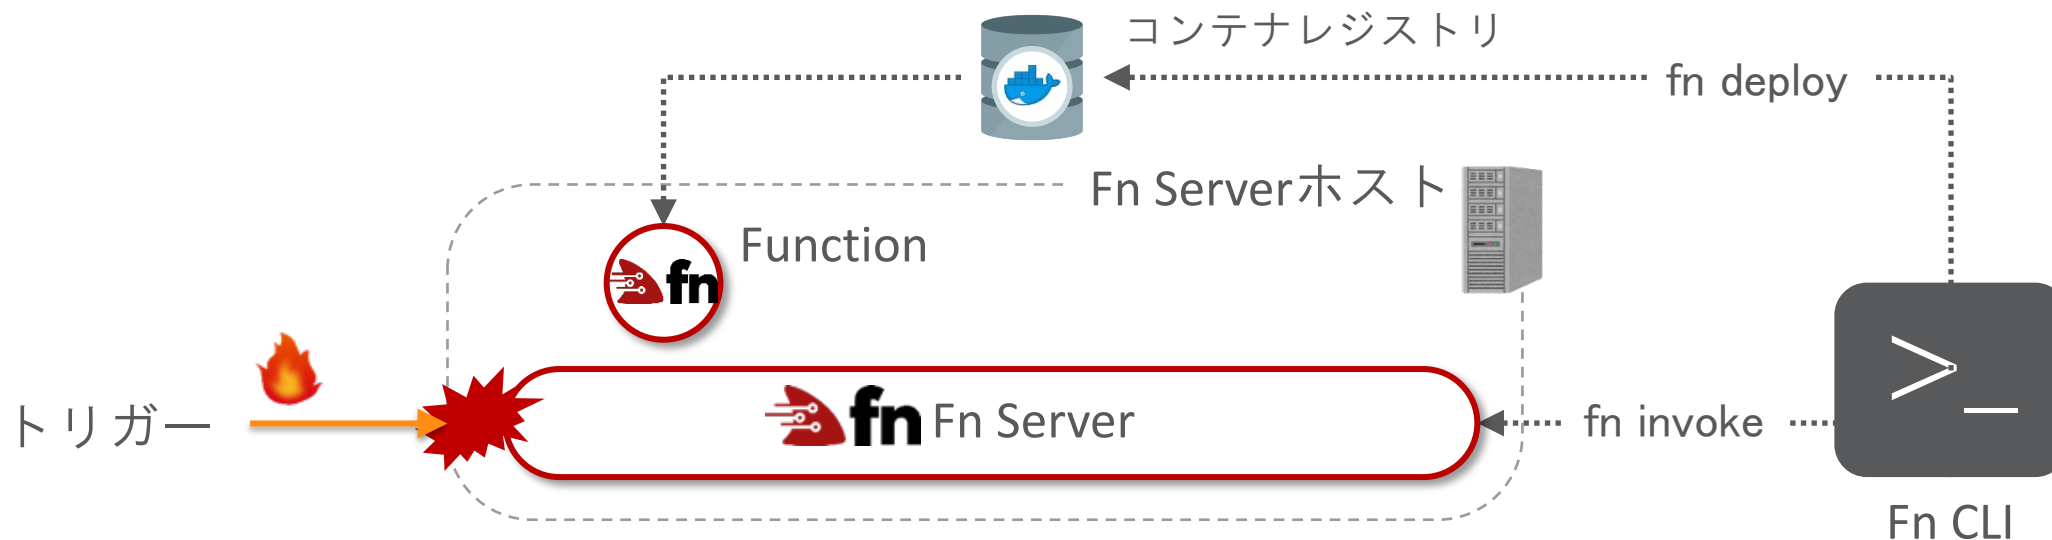 コンテナレジストリ
fn deploy
Fn Serverホスト
Function
fn
トリガー
fn Fn Server
fn invoke
>_
Fn CLI